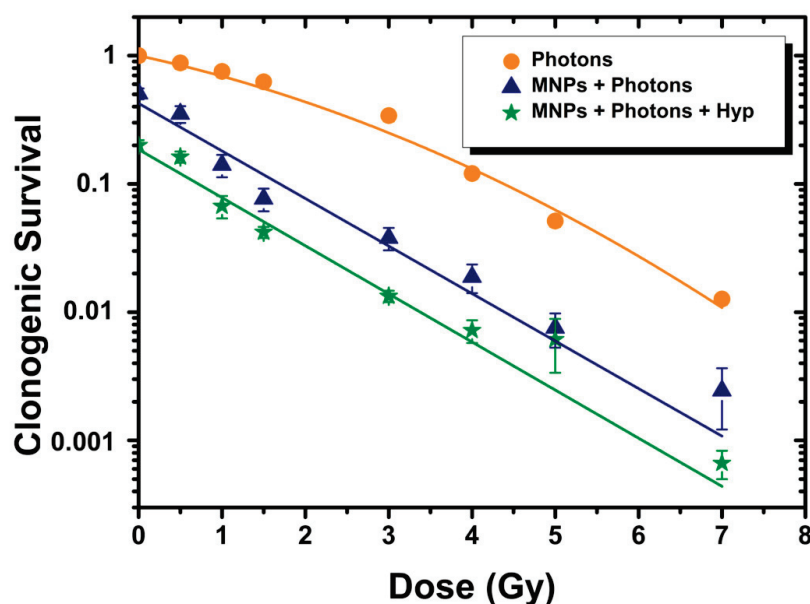 Clonogenic Survival
1
0.1
0.01
0.001
Photons
MNPs + Photons
MNPs + Photons + Hyp
0 1 2 3 4 5 6 7 8
Dose (Gy)